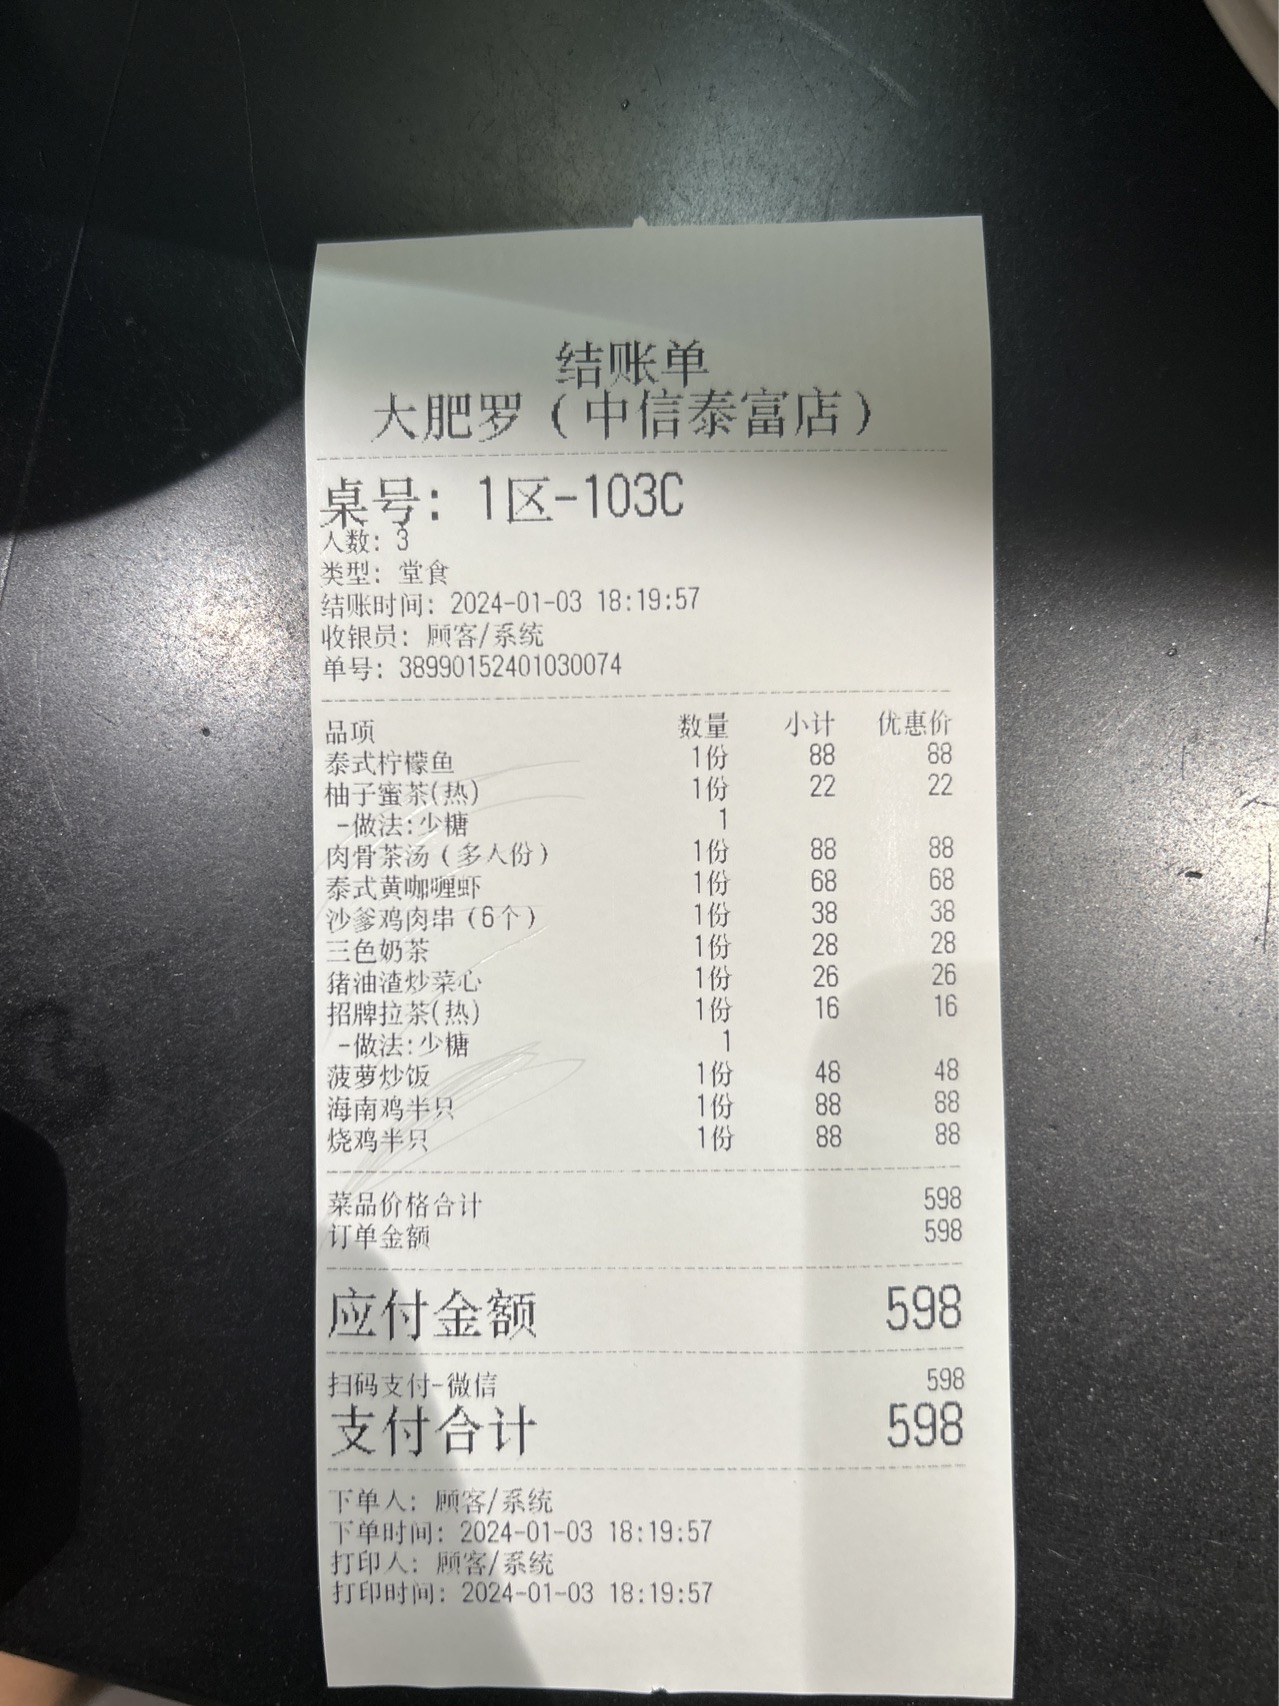 结账单
大肥罗（中信泰富店）
桌号：1区-103C
人数：3
类型：堂食
结账时间：2024-01-03 18:19:57
收银员：顾客/系统
单号：38990152401030074
品项 数量 小计 优惠价
泰式柠檬鱼 1份 88 88
柚子蜜茶(热) 1份 22 22
-做法:少糖 1
肉骨茶汤（多人份） 1份 88 88
泰式黄咖喱虾 1份 68 68
沙爹鸡肉串（6个） 1份 38 38
三色奶茶 1份 28 28
猪油渣炒菜心 1份 26 26
招牌拉茶(热) 1份 16 16
-做法:少糖 1
菠萝炒饭 1份 48 48
海南鸡半只 1份 88 88
烧鸡半只 1份 88 88
菜品价格合计 598
订单金额 598
应付金额 598
扫码支付-微信 598
支付合计 598
下单人：顾客/系统
下单时间：2024-01-03 18:19:57
打印人：顾客/系统
打印时间：2024-01-03 18:19:57